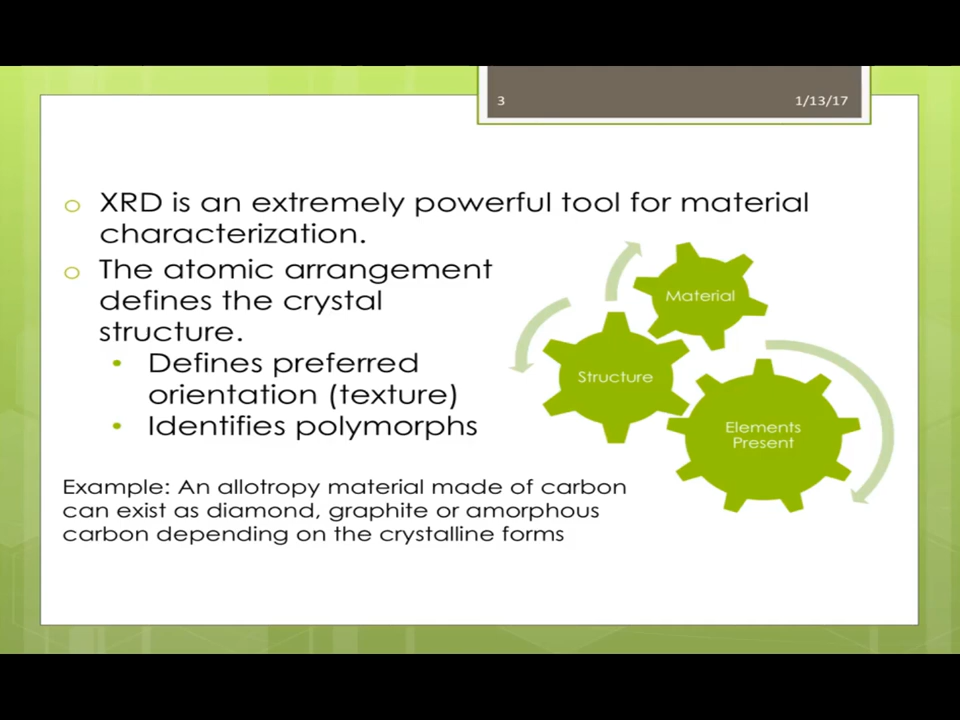 3 1/13/17
o XRD is an extremely powerful tool for material
characterization.
o The atomic arrangement
defines the crystal
structure.
• Defines preferred
orientation (texture)
• Identifies polymorphs
Example: An allotropy material made of carbon
can exist as diamond, graphite or amorphous
carbon depending on the crystalline forms
Material
Structure
Elements
Present